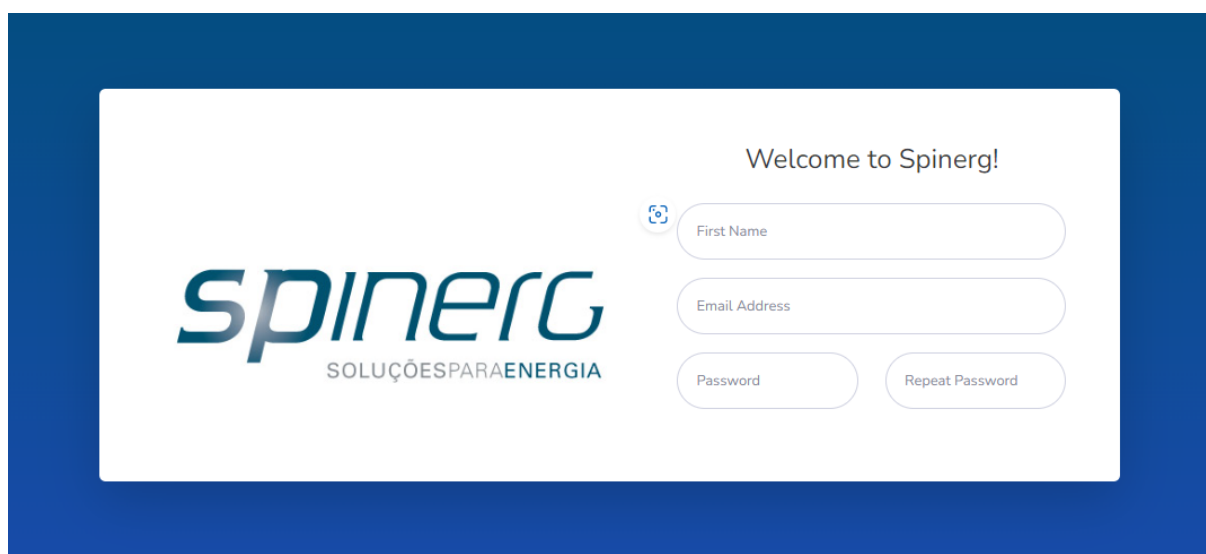 Welcome to Spinerg!
First Name
Email Address
Password
Repeat Password
spinerg
SOLUÇÕESPARAENERGIA